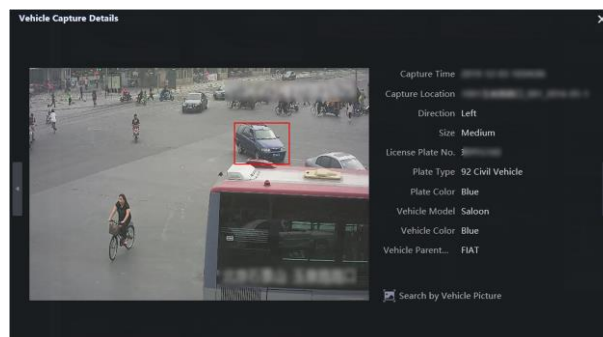 Vehicle Capture Details
Capture Time
Capture Location
Direction Left
Size Medium
License Plate No.
Plate Type 92 Civil Vehicle
Plate Color Blue
Vehicle Model Saloon
Vehicle Color Blue
Vehicle Parent... FIAT
Search by Vehicle Picture